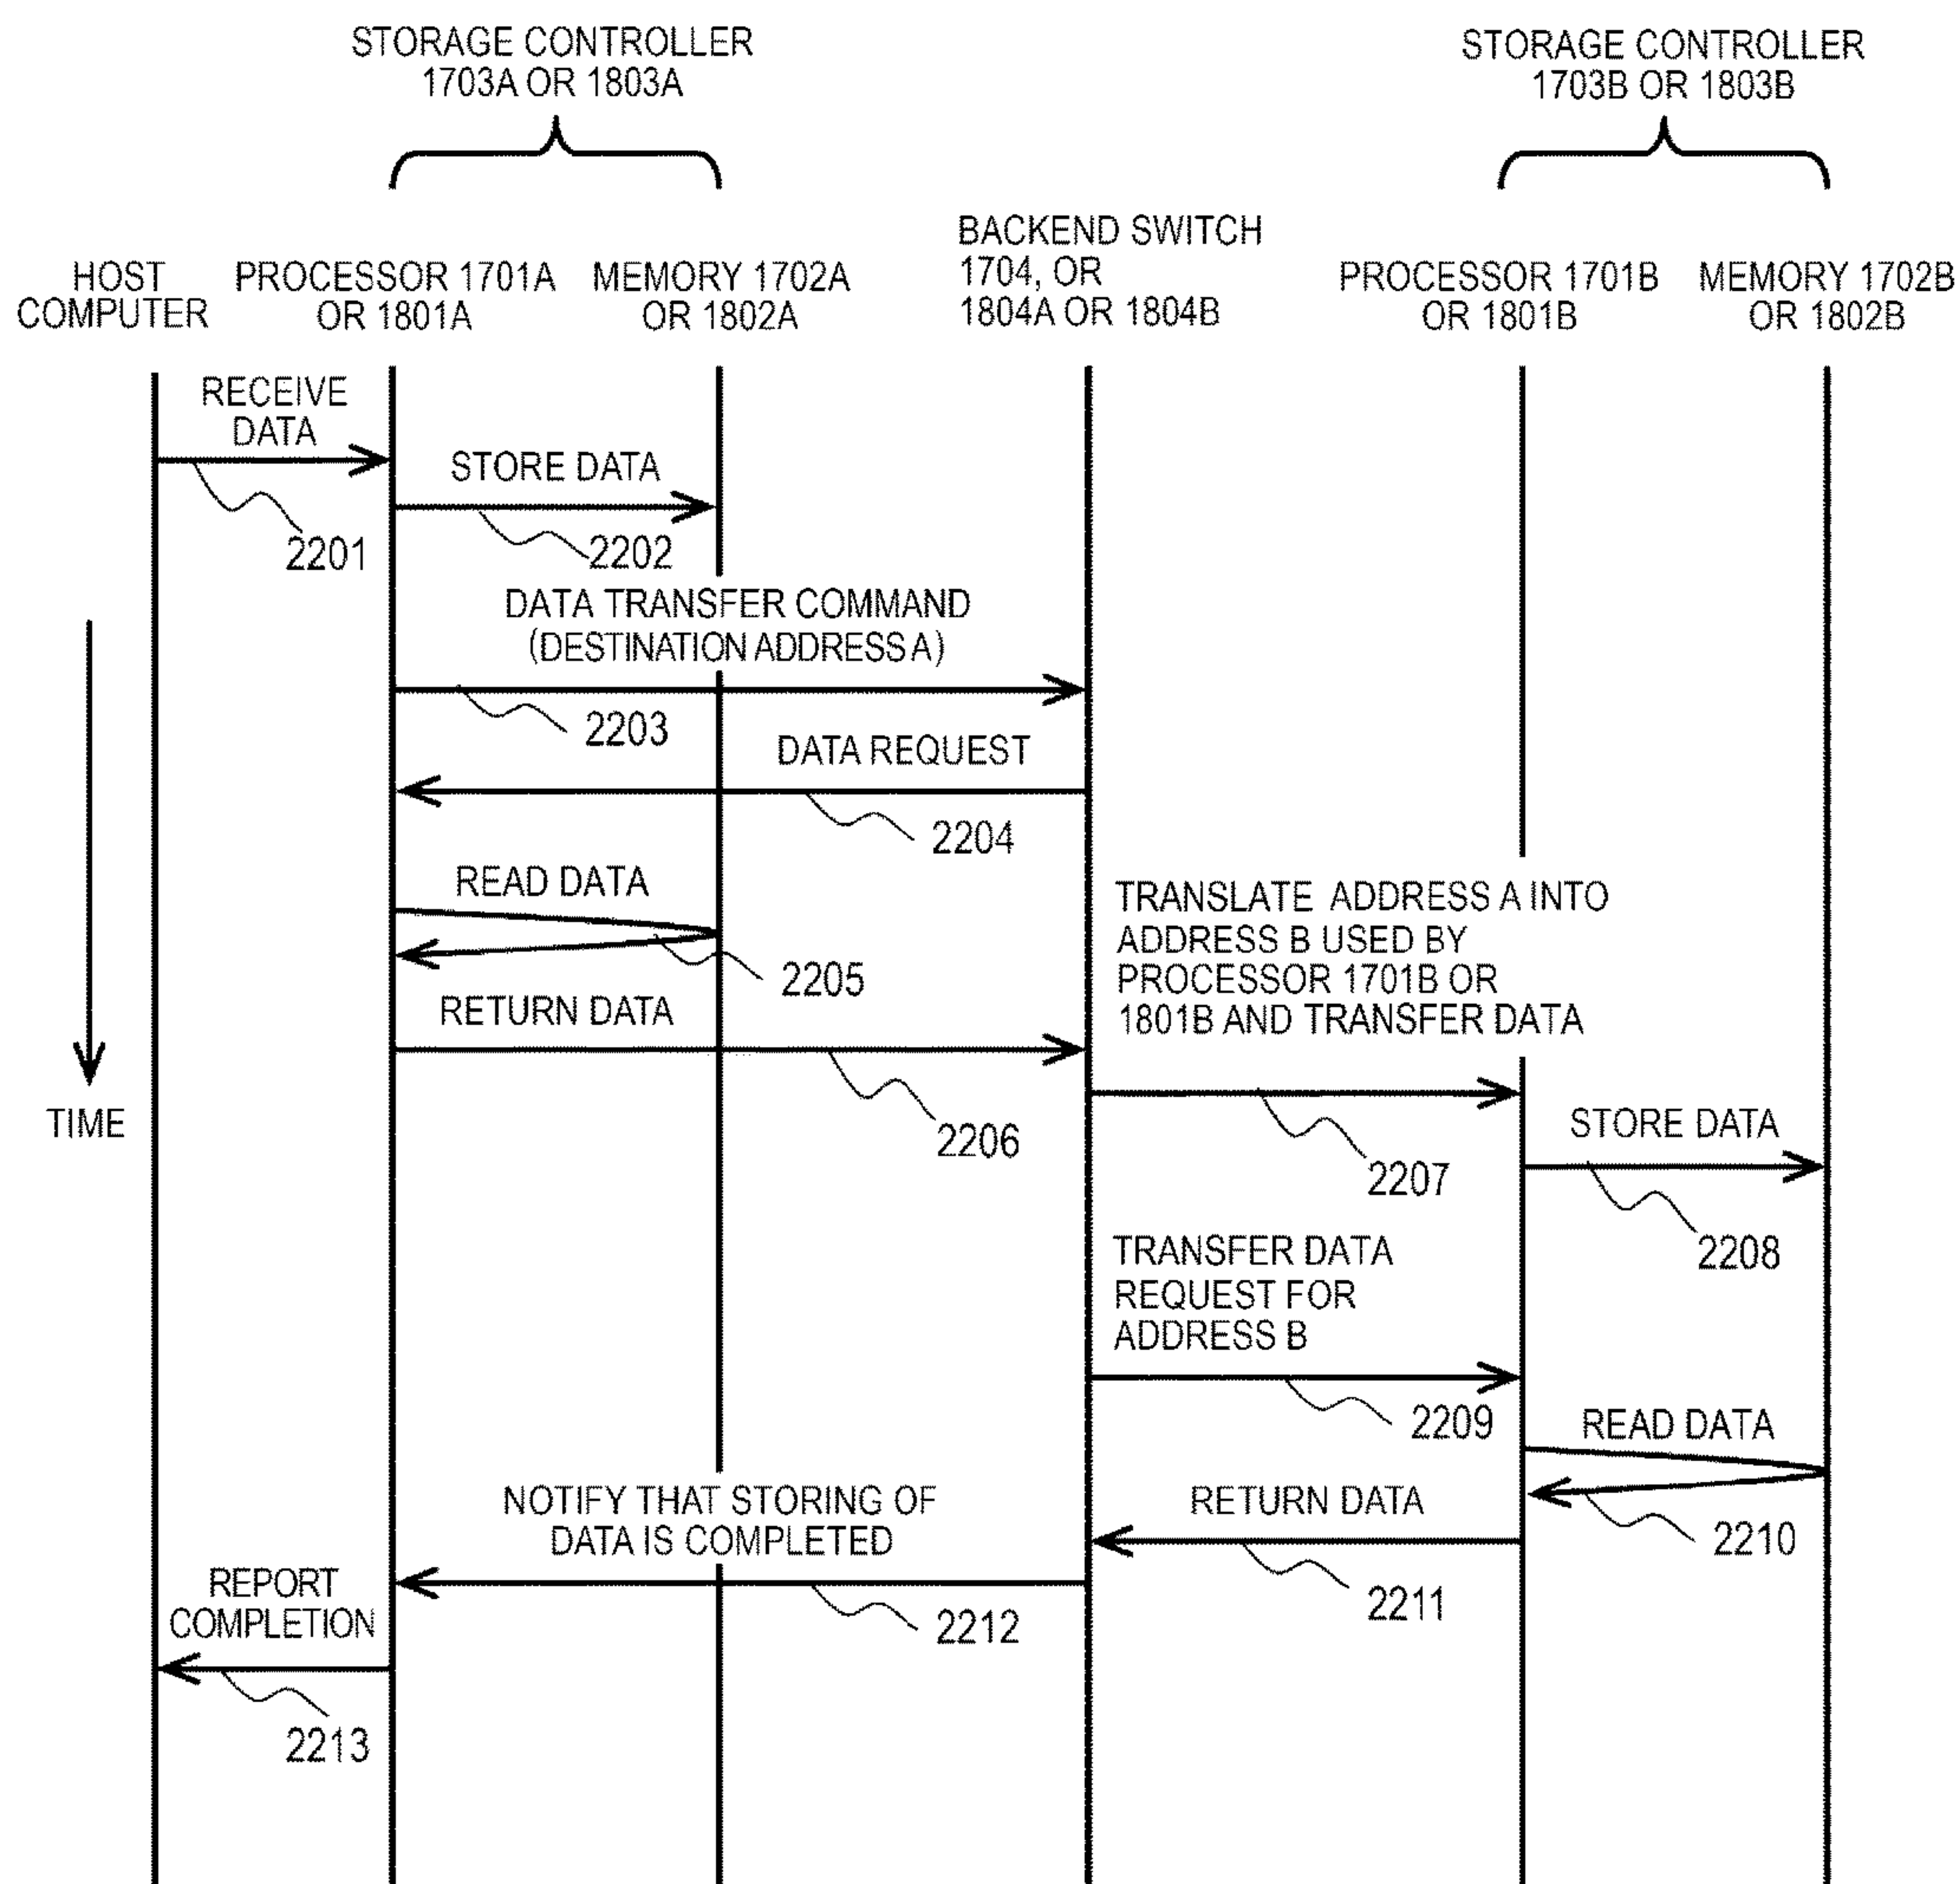 STORAGE CONTROLLER
1703A OR 1803A
STORAGE CONTROLLER
1703B OR 1803B
HOST
COMPUTER
PROCESSOR 1701A
OR 1801A
MEMORY 1702A
OR 1802A
BACKEND SWITCH
1704, OR
1804A OR 1804B
PROCESSOR 1701B
OR 1801B
MEMORY 1702B
OR 1802B
RECEIVE
DATA
2201
STORE DATA
2202
DATA TRANSFER COMMAND
(DESTINATION ADDRESS A)
2203
DATA REQUEST
2204
READ DATA
2205
RETURN DATA
2206
TIME
TRANSLATE ADDRESS A INTO
ADDRESS B USED BY
PROCESSOR 1701B OR
1801B AND TRANSFER DATA
2207
STORE DATA
2208
TRANSFER DATA
REQUEST FOR
ADDRESS B
2209
READ DATA
2210
RETURN DATA
2211
NOTIFY THAT STORING OF
DATA IS COMPLETED
2212
REPORT
COMPLETION
2213